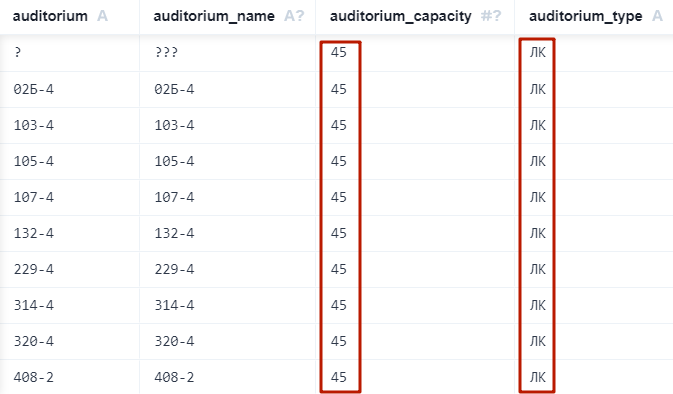 auditorium A auditorium_name A? auditorium_capacity #? auditorium_type A
? ??? 45 ЛК
02Б-4 02Б-4 45 ЛК
103-4 103-4 45 ЛК
105-4 105-4 45 ЛК
107-4 107-4 45 ЛК
132-4 132-4 45 ЛК
229-4 229-4 45 ЛК
314-4 314-4 45 ЛК
320-4 320-4 45 ЛК
408-2 408-2 45 ЛК